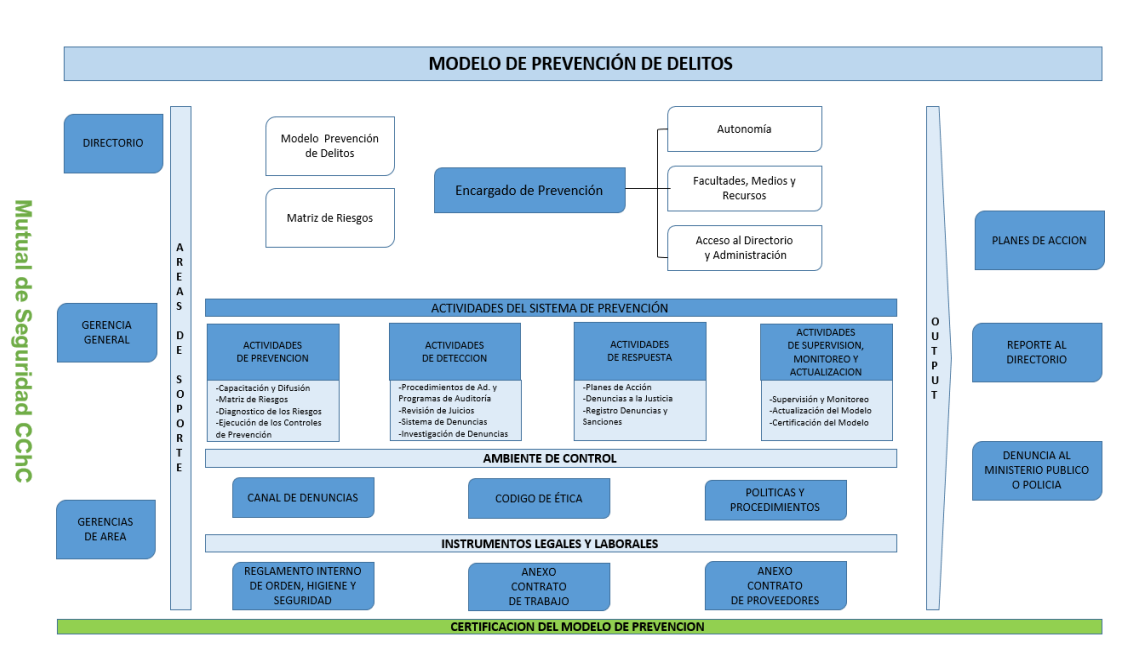 MODELO DE PREVENCIÓN DE DELITOS
Mutual de Seguridad CChC
DIRECTORIO
GERENCIA
GENERAL
GERENCIAS
DE AREA
AREAS DE SOPORTE
Modelo Prevención
de Delitos
Matriz de Riesgos
Encargado de Prevención
Autonomía
Facultades, Medios y
Recursos
Acceso al Directorio
y Administración
ACTIVIDADES DEL SISTEMA DE PREVENCIÓN
ACTIVIDADES
DE PREVENCION
-Capacitación y Difusión
-Matriz de Riesgos
-Diagnostico de los Riesgos
-Ejecución de los Controles
de Prevención
ACTIVIDADES
DE DETECCION
-Procedimientos de Ad. y
Programas de Auditoría
-Revisión de Juicios
-Sistema de Denuncias
-Investigación de Denuncias
ACTIVIDADES
DE RESPUESTA
-Planes de Acción
-Denuncias a la Justicia
-Registro Denuncias y
Sanciones
ACTIVIDADES
DE SUPERVISION,
MONITOREO Y
ACTUALIZACION
-Supervisión y Monitoreo
-Actualización del Modelo
-Certificación del Modelo
AMBIENTE DE CONTROL
CANAL DE DENUNCIAS
CODIGO DE ÉTICA
POLITICAS Y
PROCEDIMIENTOS
INSTRUMENTOS LEGALES Y LABORALES
REGLAMENTO INTERNO
DE ORDEN, HIGIENE Y
SEGURIDAD
ANEXO
CONTRATO
DE TRABAJO
ANEXO
CONTRATO
DE PROVEEDORES
OUTPUT
PLANES DE ACCION
REPORTE AL
DIRECTORIO
DENUNCIA AL
MINISTERIO PUBLICO
O POLICIA
CERTIFICACION DEL MODELO DE PREVENCION